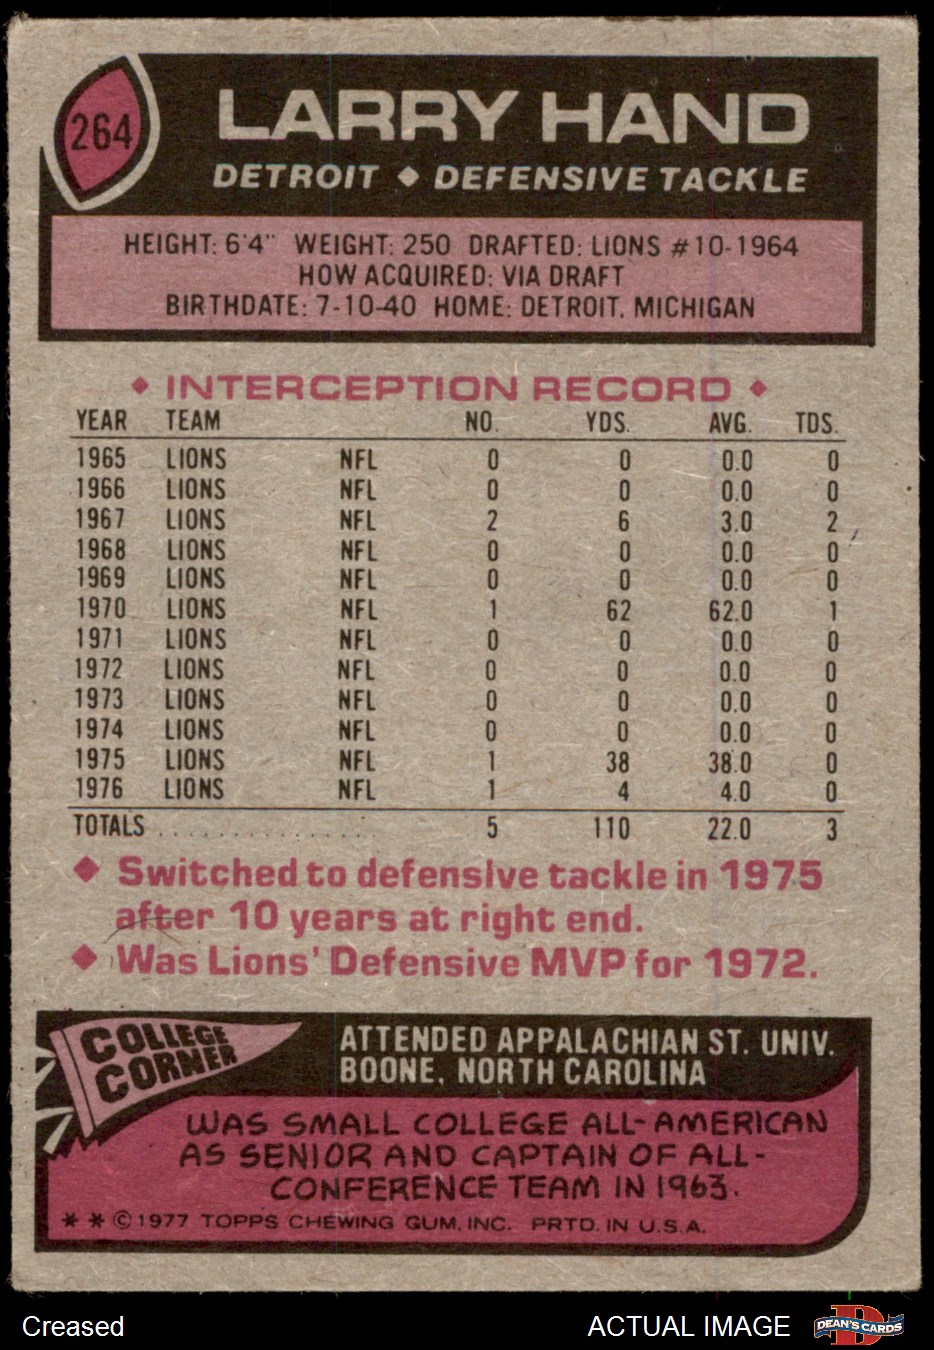 264
LARRY HAND
DETROIT ♦ DEFENSIVE TACKLE
HEIGHT: 6'4" WEIGHT: 250 DRAFTED: LIONS #10-1964
HOW ACQUIRED: VIA DRAFT
BIRTHDATE: 7-10-40 HOME: DETROIT, MICHIGAN
♦ INTERCEPTION RECORD ♦
YEAR TEAM NO. YDS. AVG. TDS.
1965 LIONS NFL 0 0 0.0 0
1966 LIONS NFL 0 0 0.0 0
1967 LIONS NFL 2 6 3.0 2
1968 LIONS NFL 0 0 0.0 0
1969 LIONS NFL 0 0 0.0 0
1970 LIONS NFL 1 62 62.0 1
1971 LIONS NFL 0 0 0.0 0
1972 LIONS NFL 0 0 0.0 0
1973 LIONS NFL 0 0 0.0 0
1974 LIONS NFL 0 0 0.0 0
1975 LIONS NFL 1 38 38.0 0
1976 LIONS NFL 1 4 4.0 0
TOTALS . . . . . . . . . . . . . . 5 110 22.0 3
♦ Switched to defensive tackle in 1975
after 10 years at right end.
♦ Was Lions' Defensive MVP for 1972.
COLLEGE
CORNER
ATTENDED APPALACHIAN ST. UNIV.
BOONE, NORTH CAROLINA
WAS SMALL COLLEGE ALL-AMERICAN
AS SENIOR AND CAPTAIN OF ALL-
CONFERENCE TEAM IN 1963.
* * © 1977 TOPPS CHEWING GUM, INC. PRTD. IN U.S.A.
Creased
ACTUAL IMAGE
DEAN'S CARDS